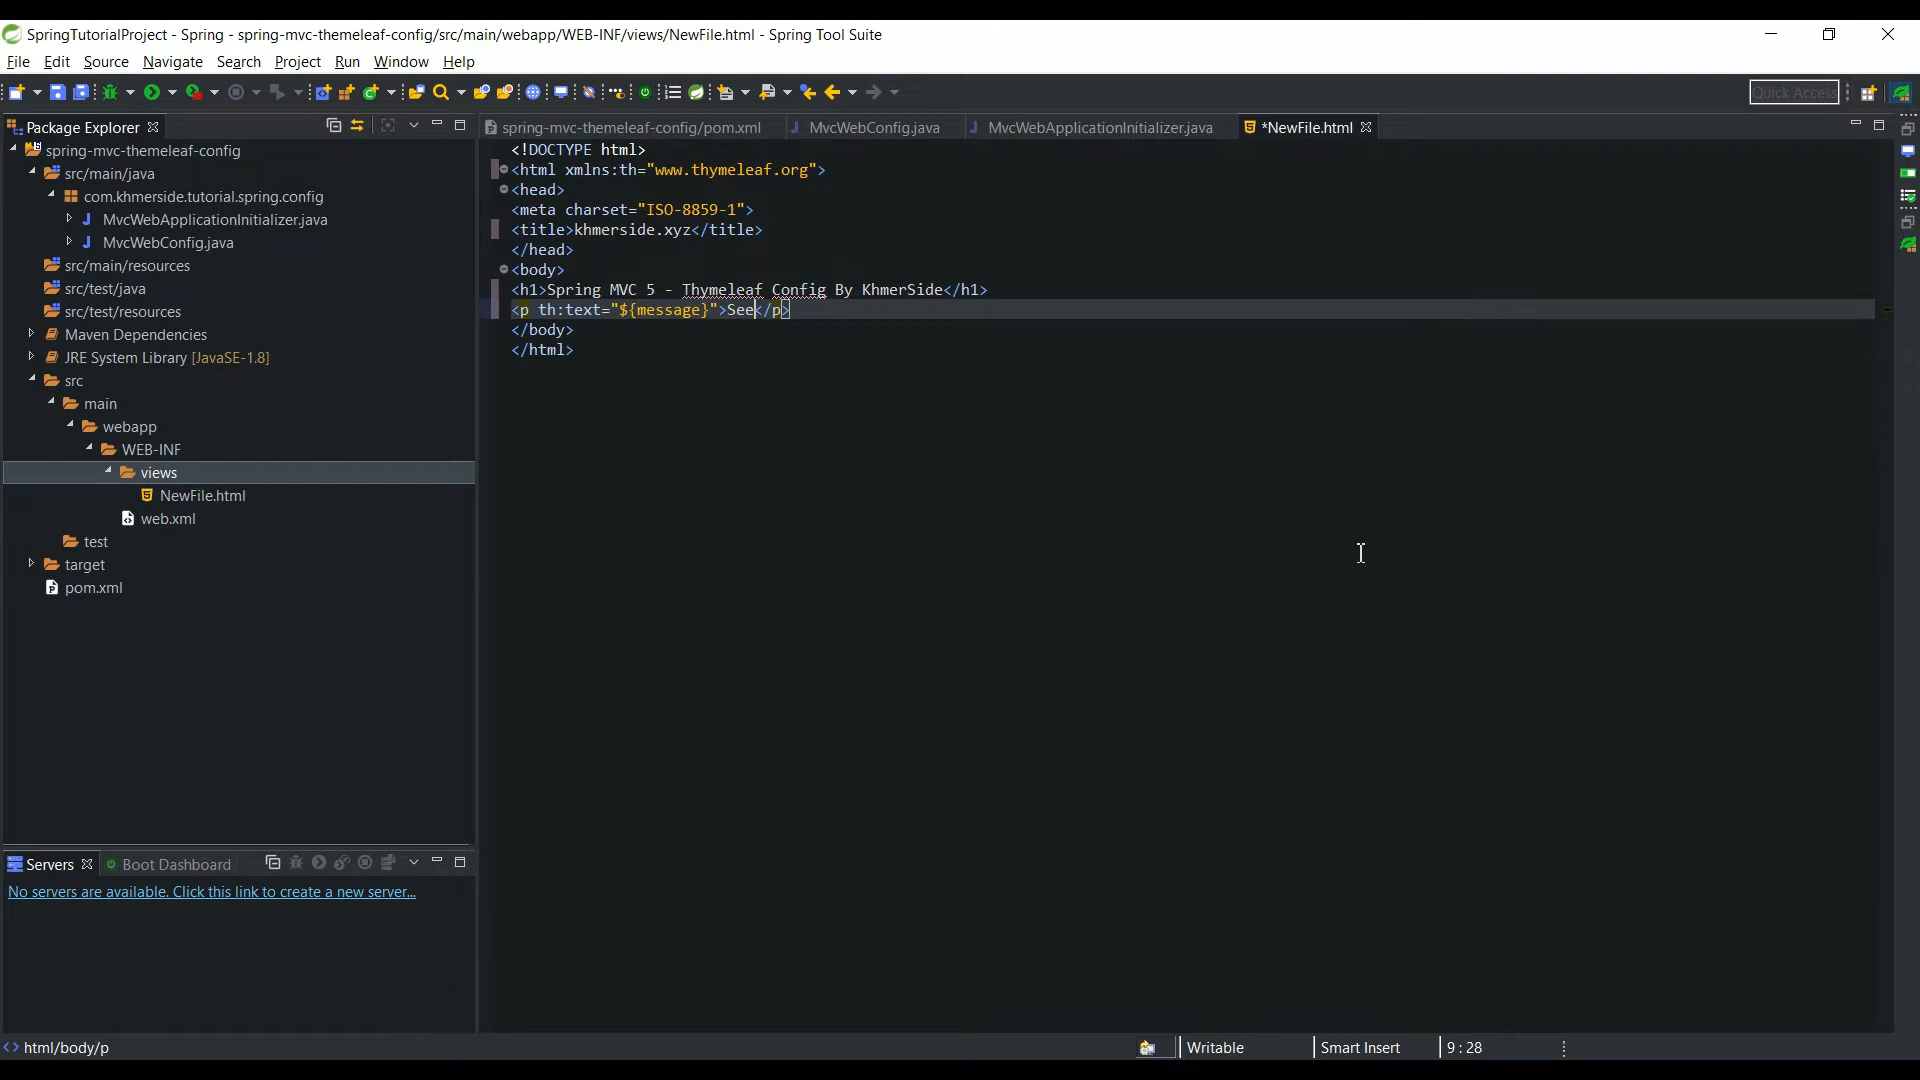 SpringTutorialProject - Spring - spring-mvc-themeleaf-config/src/main/webapp/WEB-INF/views/NewFile.html - Spring Tool Suite
File Edit Source Navigate Search Project Run Window Help
Quick Access
Package Explorer
spring-mvc-themeleaf-config
src/main/java
com.khmerside.tutorial.spring.config
MvcWebApplicationInitializer.java
MvcWebConfig.java
src/main/resources
src/test/java
src/test/resources
Maven Dependencies
JRE System Library [JavaSE-1.8]
src
main
webapp
WEB-INF
views
NewFile.html
web.xml
test
target
pom.xml
spring-mvc-themeleaf-config/pom.xml MvcWebConfig.java MvcWebApplicationInitializer.java *NewFile.html
<!DOCTYPE html>
<html xmlns:th="www.thymeleaf.org">
<head>
<meta charset="ISO-8859-1">
<title>khmerside.xyz</title>
</head>
<body>
<h1>Spring MVC 5 - Thymeleaf Config By KhmerSide</h1>
<p th:text="${message}">See</p>
</body>
</html>
Servers Boot Dashboard
No servers are available. Click this link to create a new server...
html/body/p Writable Smart Insert 9 : 28